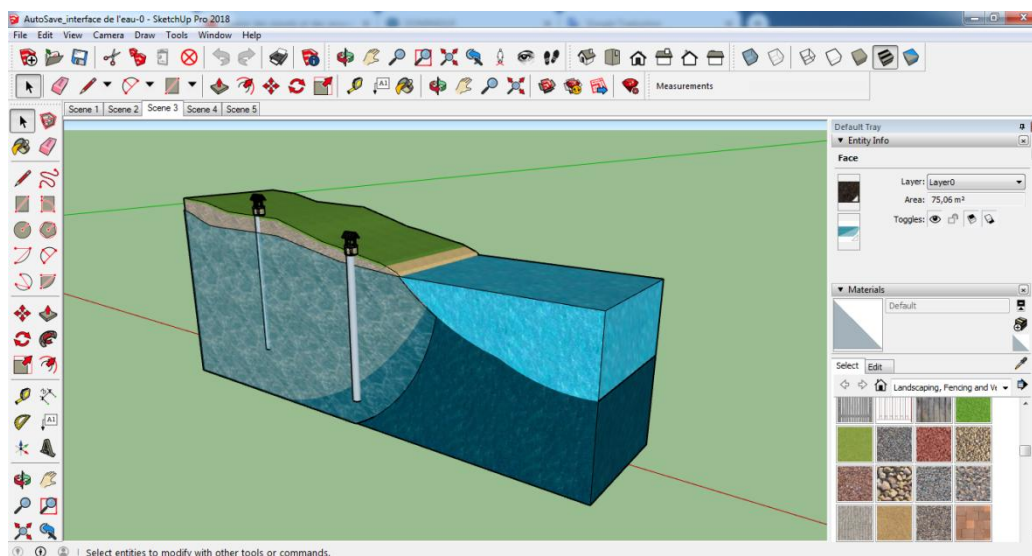 AutoSave_interface de l'eau-0 - SketchUp Pro 2018
File Edit View Camera Draw Tools Window Help
A1 Measurements
Scene 1 Scene 2 Scene 3 Scene 4 Scene 5
Default Tray
Entity Info
Face
Layer: Layer0
Area: 75,06 m²
Toggles:
Materials
Default
Select Edit
Landscaping, Fencing and Ve
A1
Select entities to modify with other tools or commands.